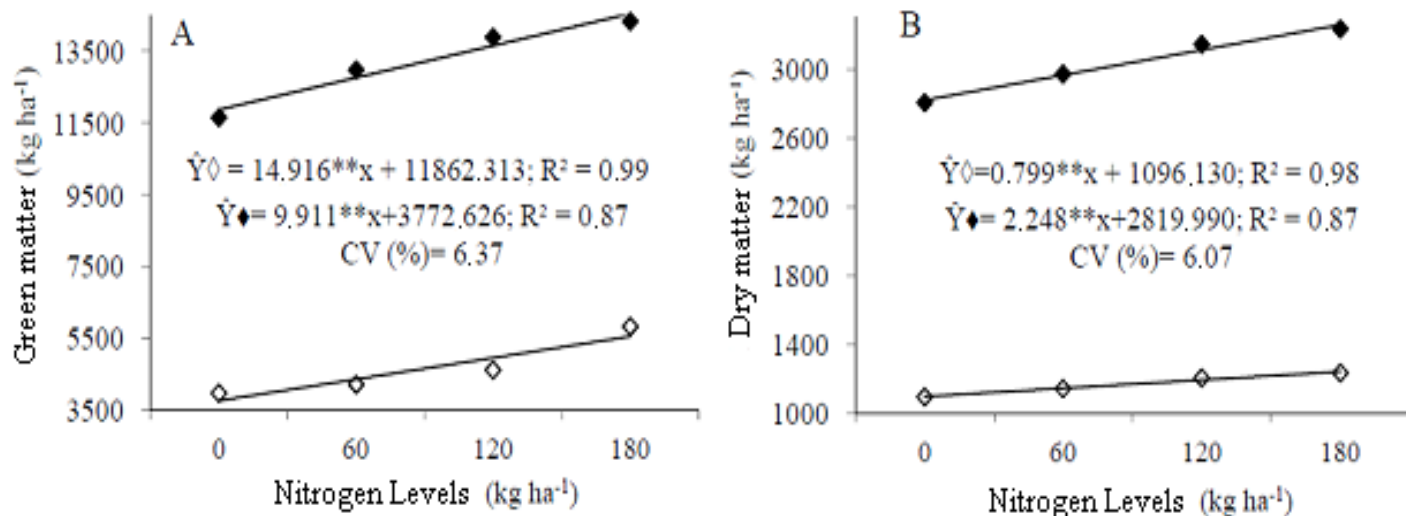 A
13500
11500
9500
7500
5500
3500
Green matter (kg ha⁻¹)
Ŷ◊ = 14.916**x + 11862.313; R² = 0.99
Ŷ♦= 9.911**x+3772.626; R² = 0.87
CV (%)= 6.37
0 60 120 180
Nitrogen Levels (kg ha⁻¹)
B
3000
2600
2200
1800
1400
1000
Dry matter (kg ha⁻¹)
Ŷ◊=0.799**x + 1096.130; R² = 0.98
Ŷ♦= 2.248**x+2819.990; R² = 0.87
CV (%)= 6.07
0 60 120 180
Nitrogen Levels (kg ha⁻¹)